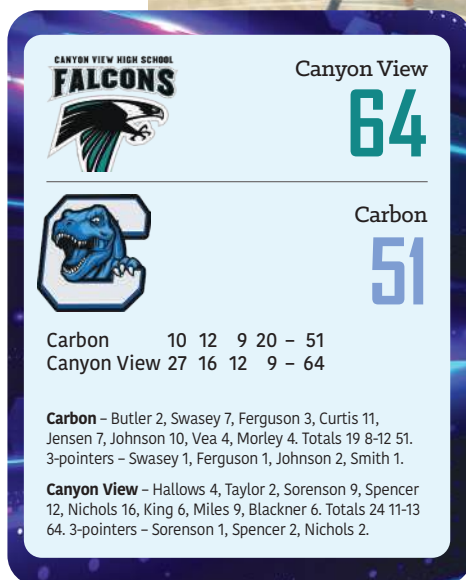 CANYON VIEW HIGH SCHOOL
FALCONS
Canyon View
64
C
Carbon
51
Carbon 10 12 9 20 – 51
Canyon View 27 16 12 9 – 64
Carbon – Butler 2, Swasey 7, Ferguson 3, Curtis 11,
Jensen 7, Johnson 10, Vea 4, Morley 4. Totals 19 8-12 51.
3-pointers – Swasey 1, Ferguson 1, Johnson 2, Smith 1.
Canyon View – Hallows 4, Taylor 2, Sorenson 9, Spencer
12, Nichols 16, King 6, Miles 9, Blackner 6. Totals 24 11-13
64. 3-pointers – Sorenson 1, Spencer 2, Nichols 2.